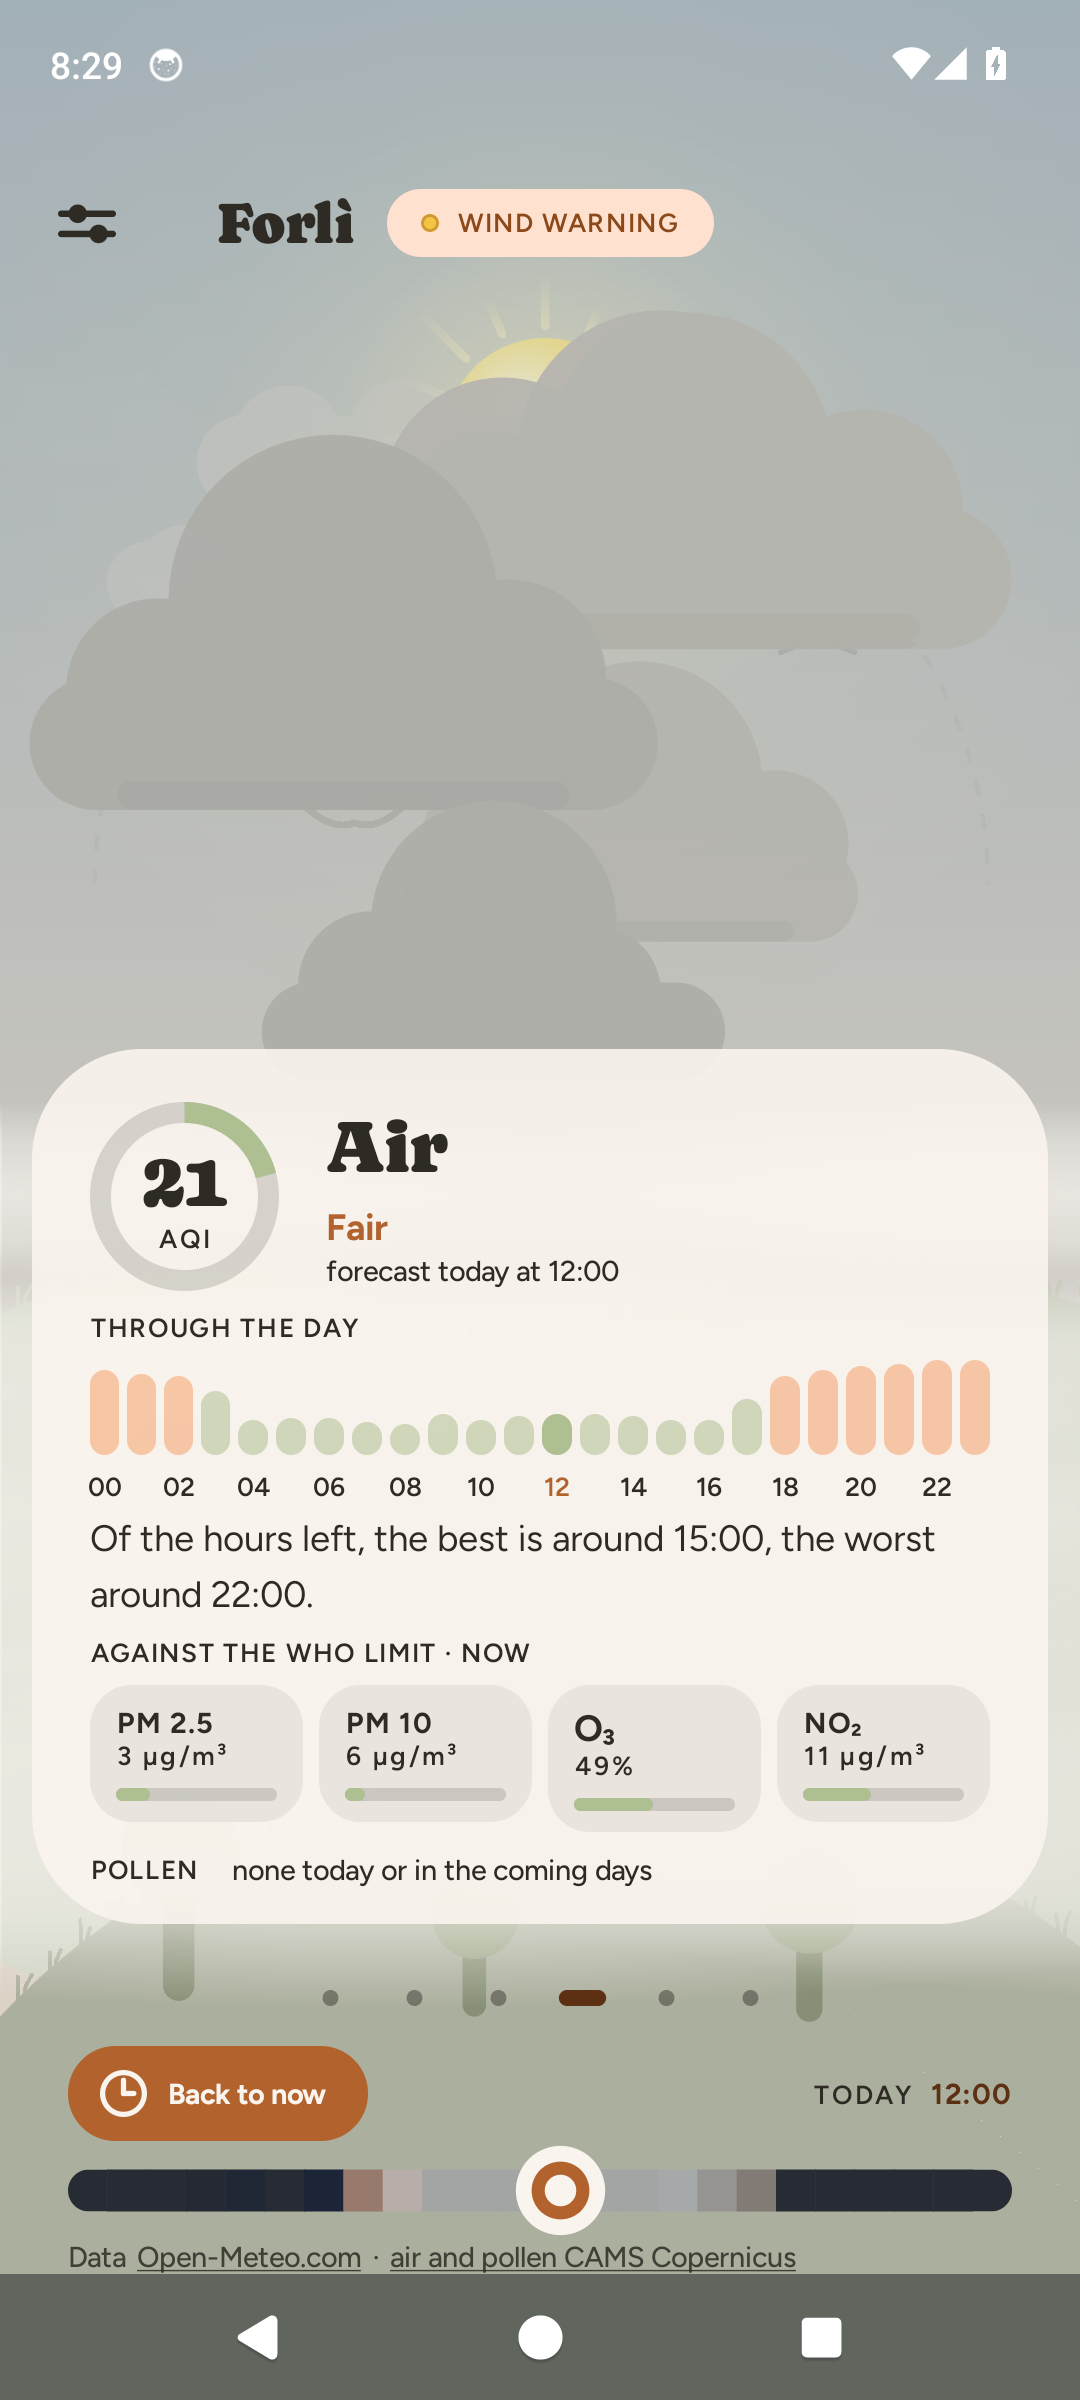 8:29
Forlì
WIND WARNING
21
AQI
Air
Fair
forecast today at 12:00
THROUGH THE DAY
00 02 04 06 08 10 12 14 16 18 20 22
Of the hours left, the best is around 15:00, the worst
around 22:00.
AGAINST THE WHO LIMIT · NOW
PM 2.5
3 µg/m³
PM 10
6 µg/m³
O₃
49%
NO₂
11 µg/m³
POLLEN none today or in the coming days
Back to now
TODAY 12:00
Data Open-Meteo.com · air and pollen CAMS Copernicus